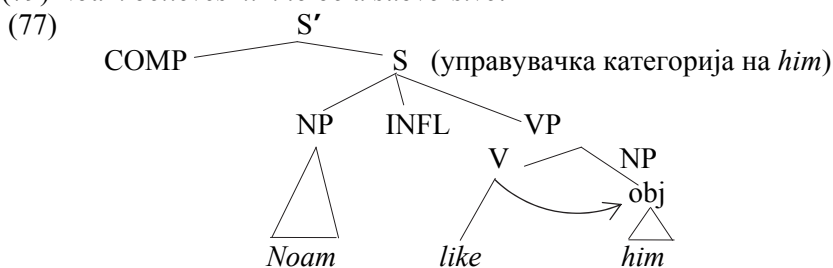 (77) S′
COMP S (управувачка категорија на him)
NP INFL VP
V NP
obj
Noam like him